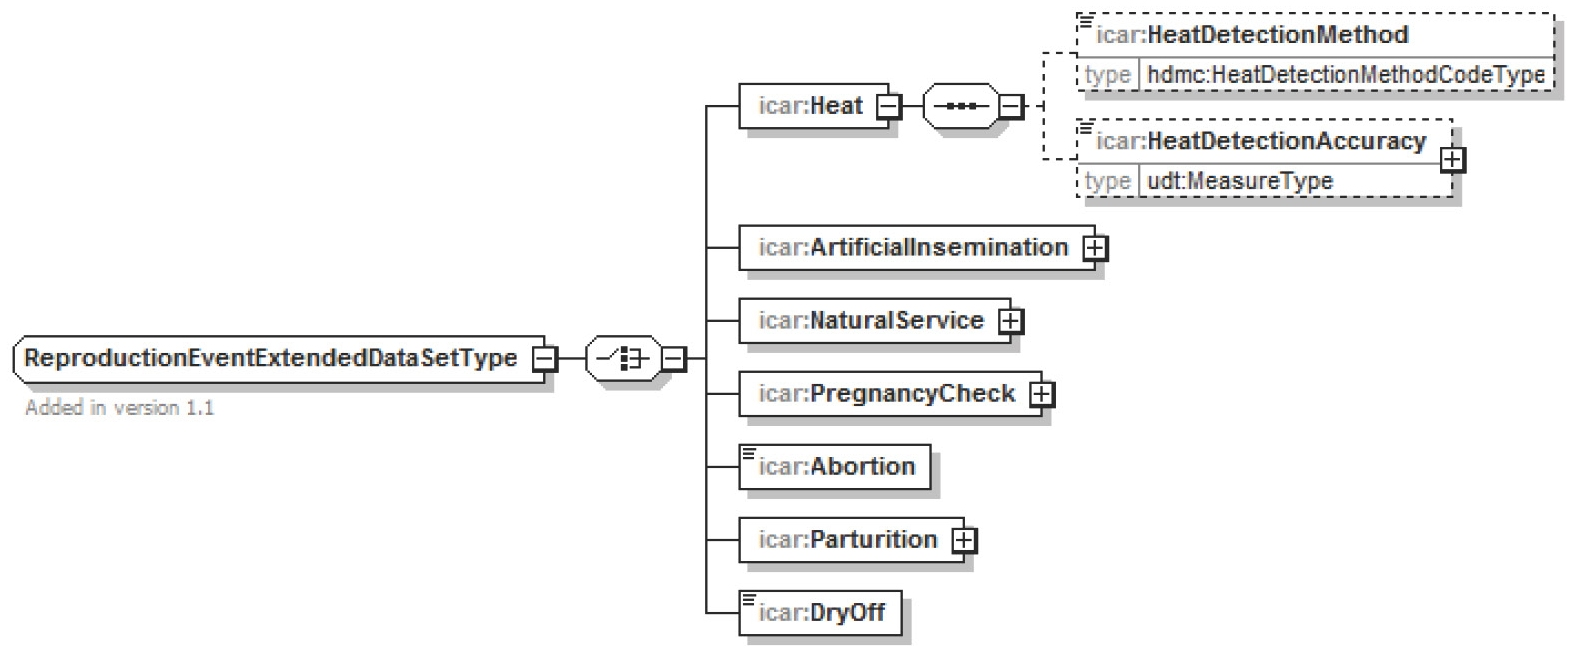 icar:HeatDetectionMethod
type hdmc:HeatDetectionMethodCodeType
icar:Heat
icar:HeatDetectionAccuracy
type udt:MeasureType
icar:ArtificialInsemination
icar:NaturalService
ReproductionEventExtendedDataSetType
Added in version 1.1
icar:PregnancyCheck
icar:Abortion
icar:Parturition
icar:DryOff